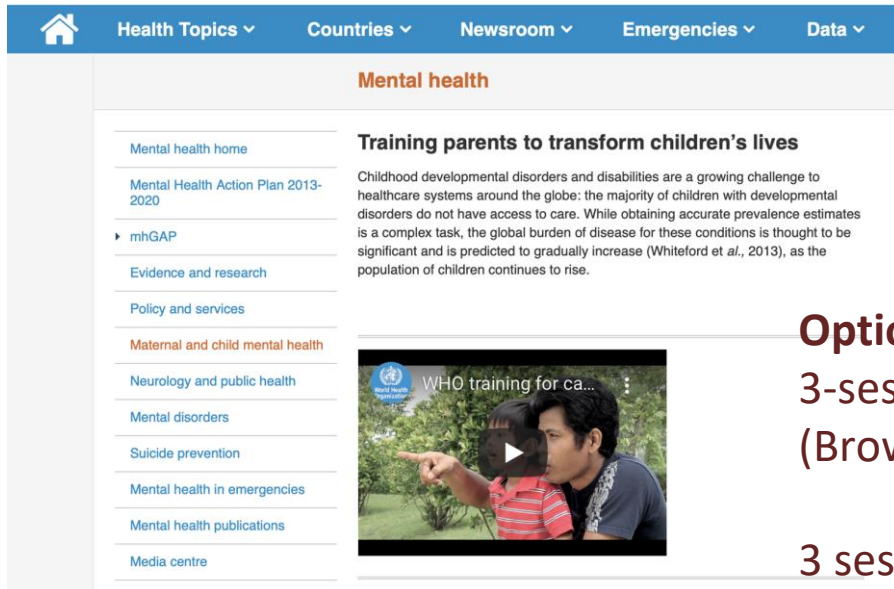 Health Topics Countries Newsroom Emergencies Data
Mental health
Mental health home
Mental Health Action Plan 2013-
2020
mhGAP
Evidence and research
Policy and services
Maternal and child mental health
Neurology and public health
Mental disorders
Suicide prevention
Mental health in emergencies
Mental health publications
Media centre
Training parents to transform children's lives
Childhood developmental disorders and disabilities are a growing challenge to
healthcare systems around the globe: the majority of children with developmental
disorders do not have access to care. While obtaining accurate prevalence estimates
is a complex task, the global burden of disease for these conditions is thought to be
significant and is predicted to gradually increase (Whiteford et al., 2013), as the
population of children continues to rise.
World Health
Organization
WHO training for ca...
3
3